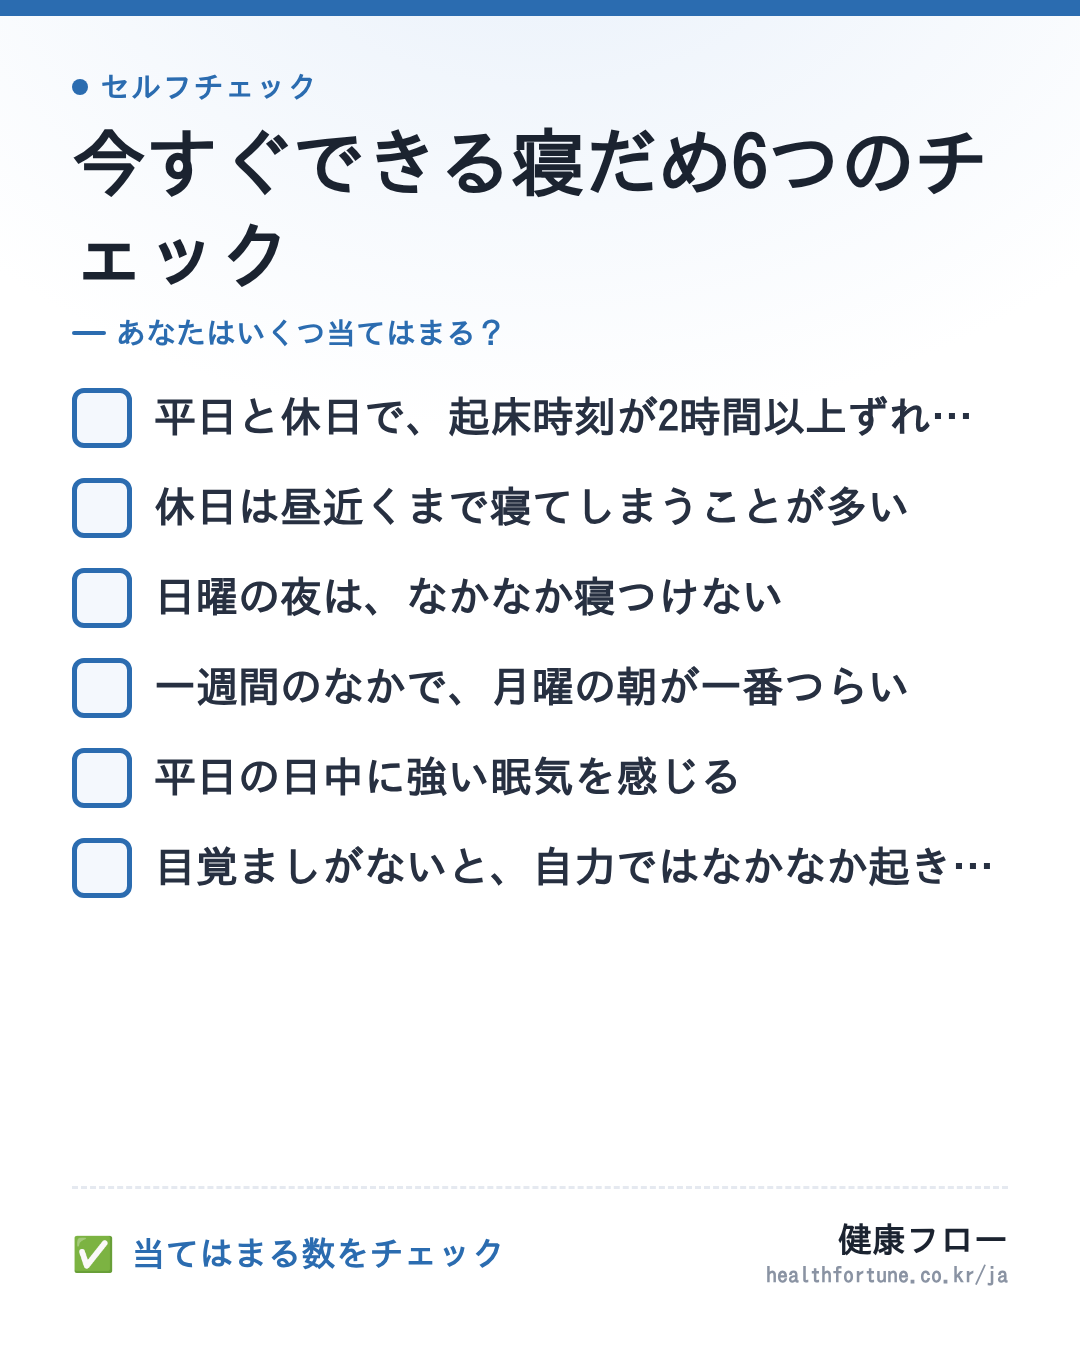 セルフチェック
今すぐできる寝だめ6つのチ
ェック
— あなたはいくつ当てはまる？
平日と休日で、起床時刻が2時間以上ずれ…
休日は昼近くまで寝てしまうことが多い
日曜の夜は、なかなか寝つけない
一週間のなかで、月曜の朝が一番つらい
平日の日中に強い眠気を感じる
目覚ましがないと、自力ではなかなか起き…
✅ 当てはまる数をチェック
健康フロー
healthfortune.co.kr/ja